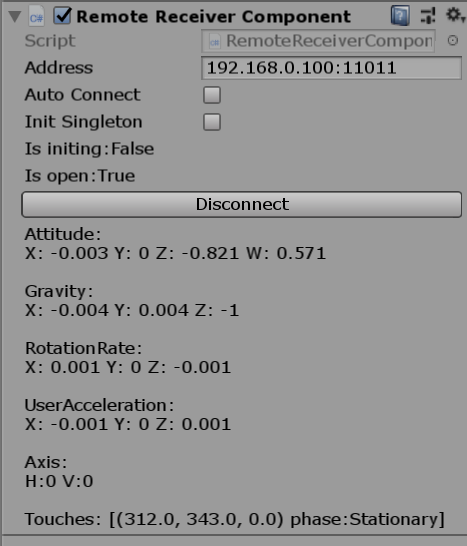 Remote Receiver Component
Script RemoteReceiverCompon
Address 192.168.0.100:11011
Auto Connect
Init Singleton
Is initing:False
Is open:True
Disconnect
Attitude:
X: -0.003 Y: 0 Z: -0.821 W: 0.571
Gravity:
X: -0.004 Y: 0.004 Z: -1
RotationRate:
X: 0.001 Y: 0 Z: -0.001
UserAcceleration:
X: -0.001 Y: 0 Z: 0.001
Axis:
H:0 V:0
Touches: [(312.0, 343.0, 0.0) phase:Stationary]